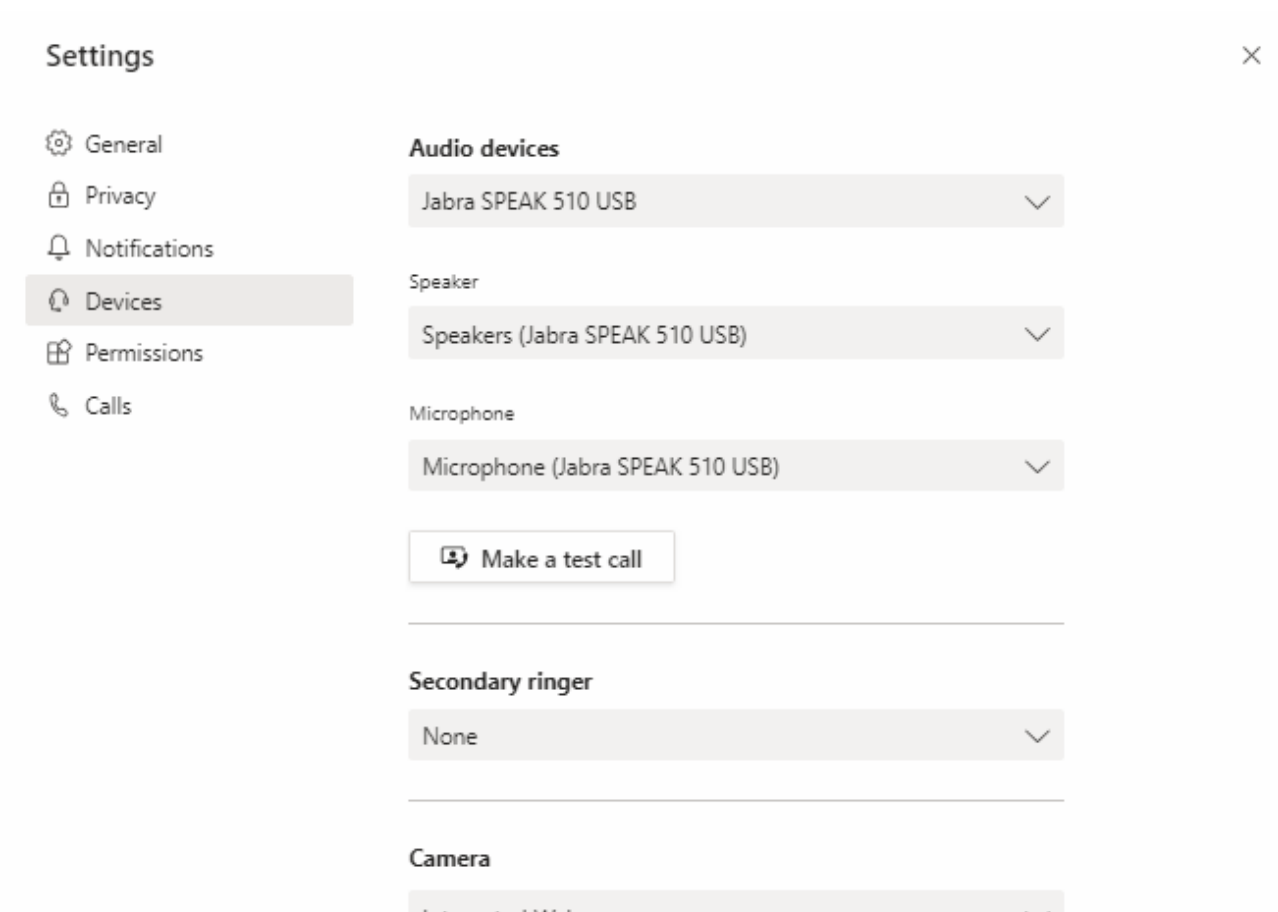 Settings
General
Privacy
Notifications
Devices
Permissions
Calls
Audio devices
Jabra SPEAK 510 USB
Speaker
Speakers (Jabra SPEAK 510 USB)
Microphone
Microphone (Jabra SPEAK 510 USB)
Make a test call
Secondary ringer
None
Camera